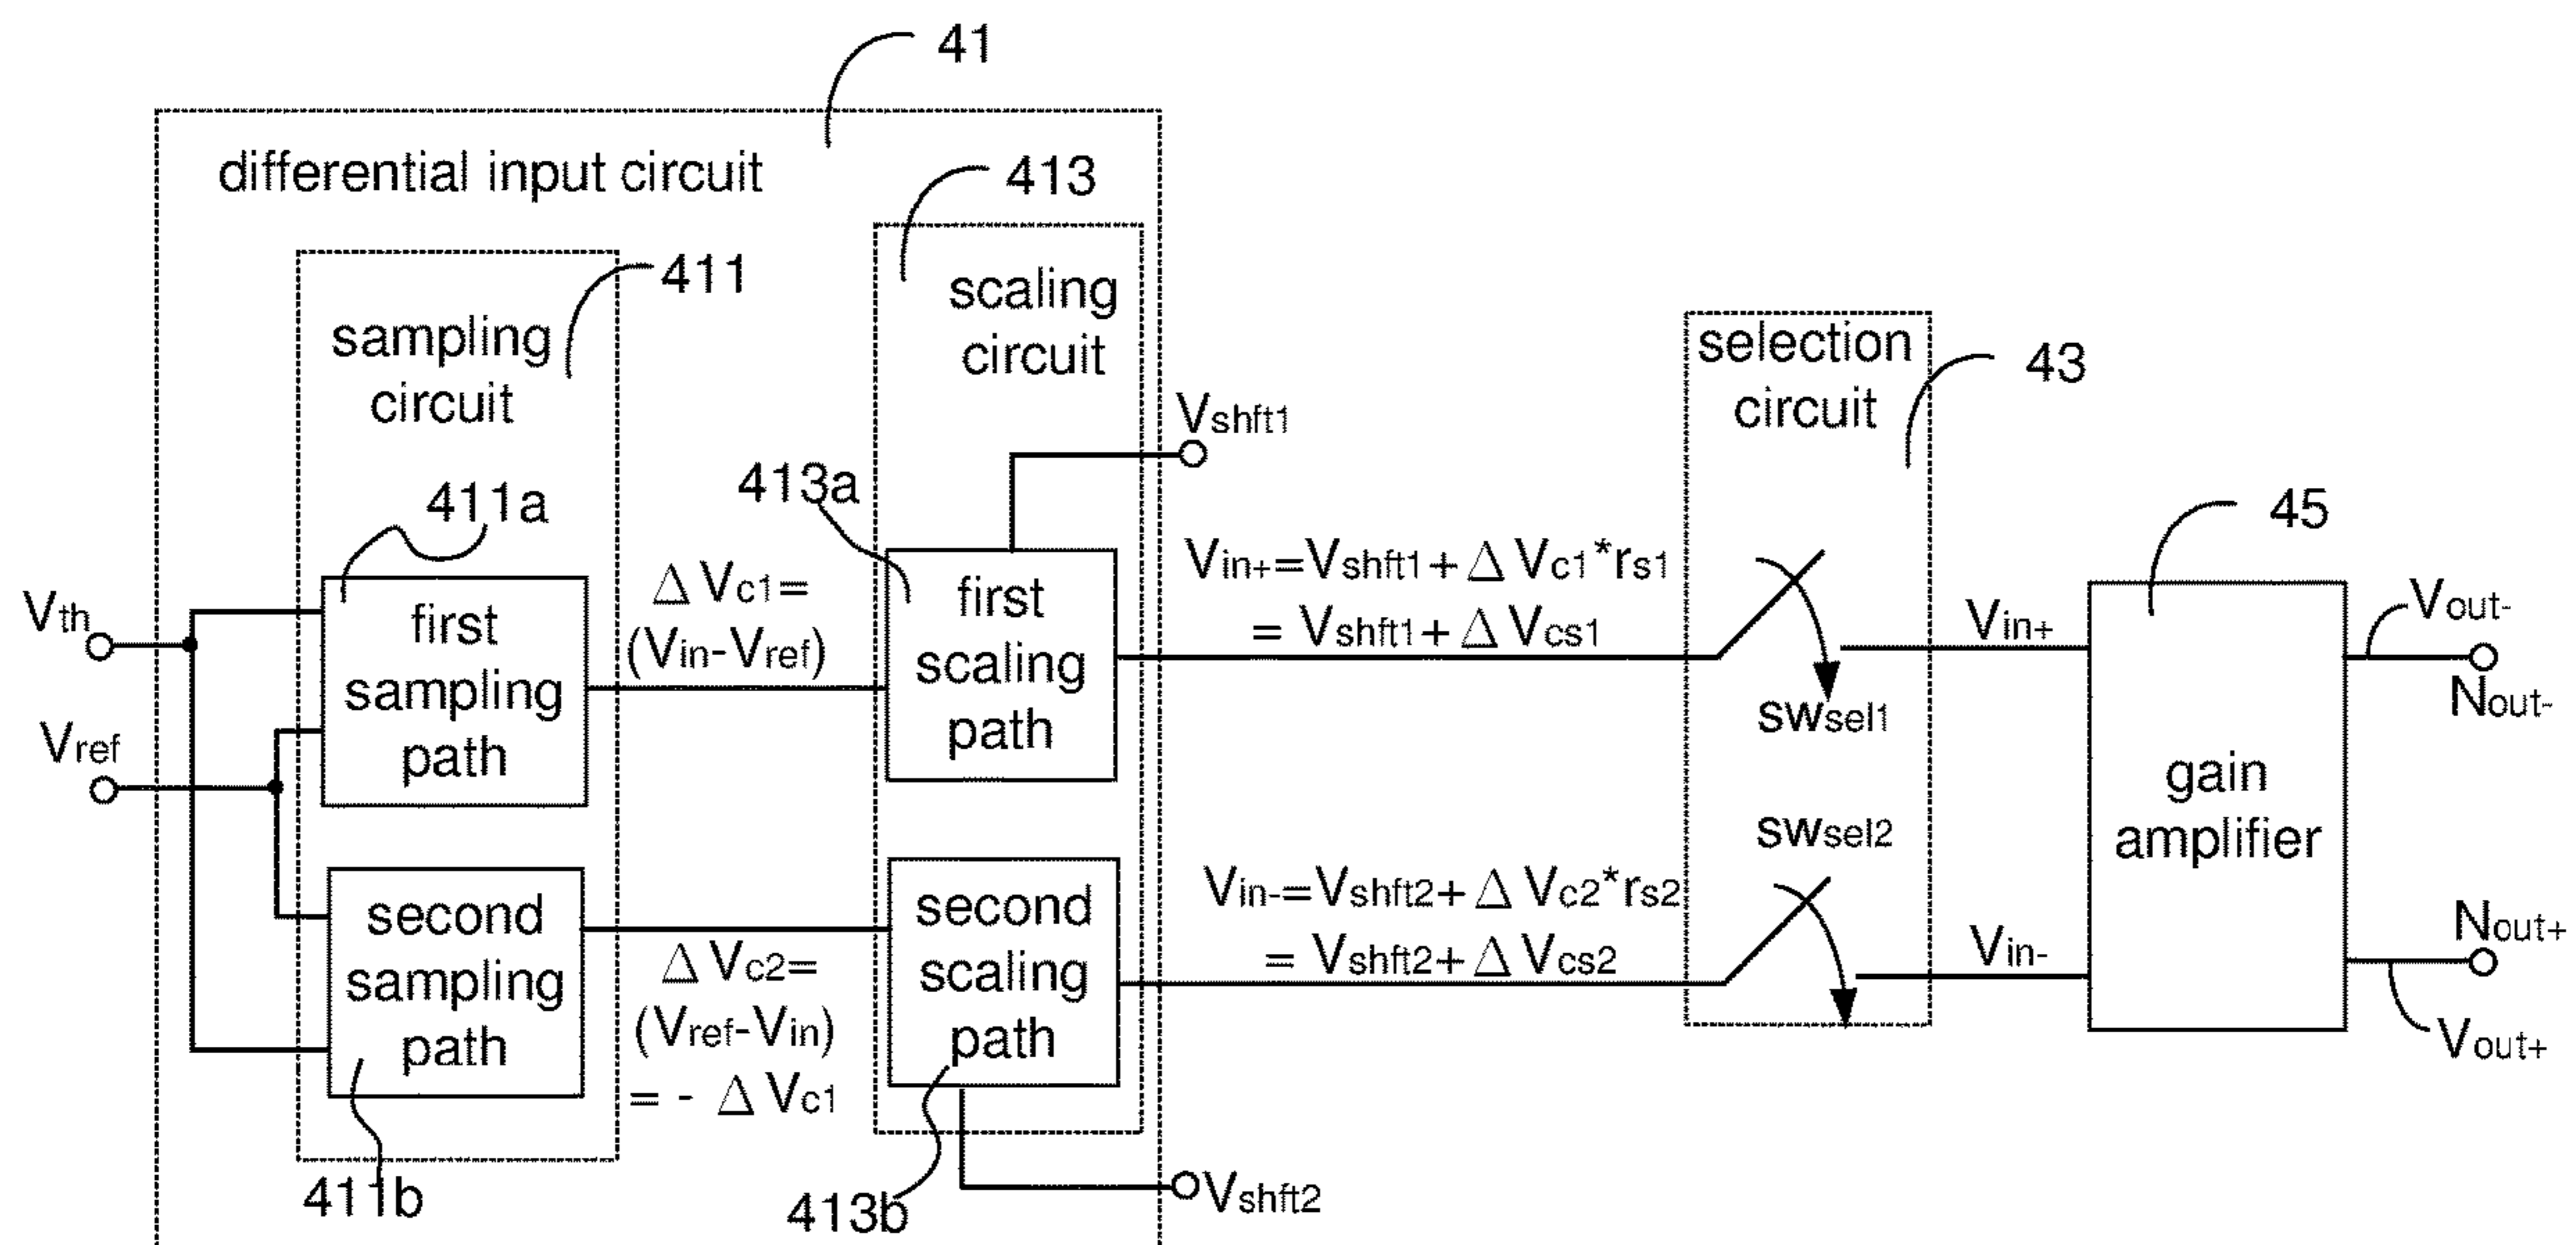 41
differential input circuit
413
411
scaling
circuit
sampling
circuit
selection
circuit
43
Vshft1
413a
411a
45
Vth
Vref
first
sampling
path
ΔVc1=
(Vin-Vref)
first
scaling
path
Vin+=Vshft1+ΔVc1*rs1
= Vshft1+ΔVcs1
swsel1
Vin+
Vout-
Nout-
gain
amplifier
second
sampling
path
ΔVc2=
(Vref-Vin)
= - ΔVc1
second
scaling
path
Vin-=Vshft2+ΔVc2*rs2
= Vshft2+ΔVcs2
swsel2
Vin-
Nout+
Vout+
411b
413b
Vshft2